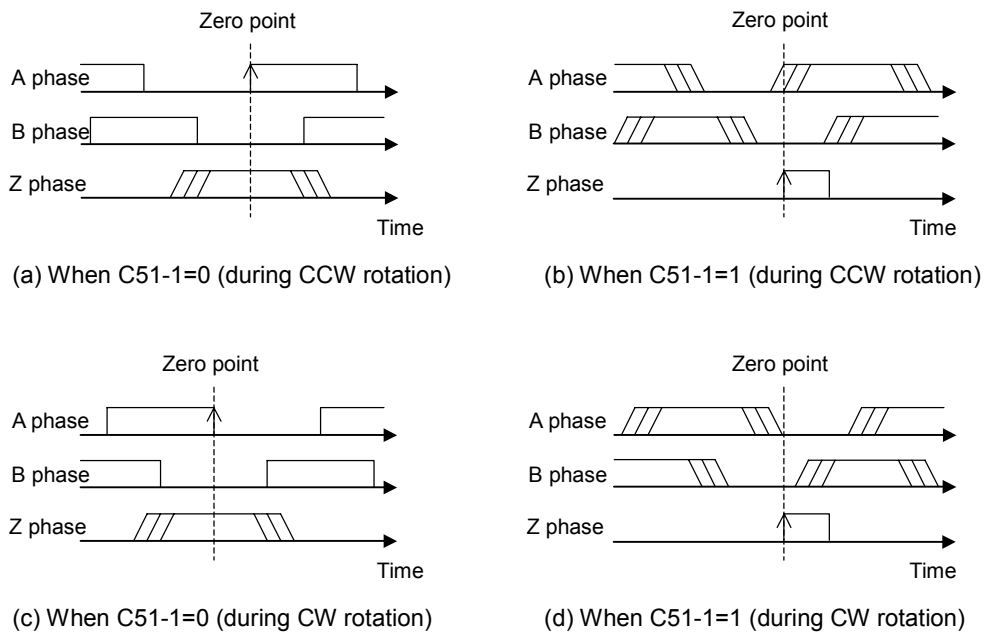 Zero point
A phase
B phase
Z phase
Time
(a) When C51-1=0 (during CCW rotation)
Zero point
A phase
B phase
Z phase
Time
(b) When C51-1=1 (during CCW rotation)
Zero point
A phase
B phase
Z phase
Time
(c) When C51-1=0 (during CW rotation)
Zero point
A phase
B phase
Z phase
Time
(d) When C51-1=1 (during CW rotation)